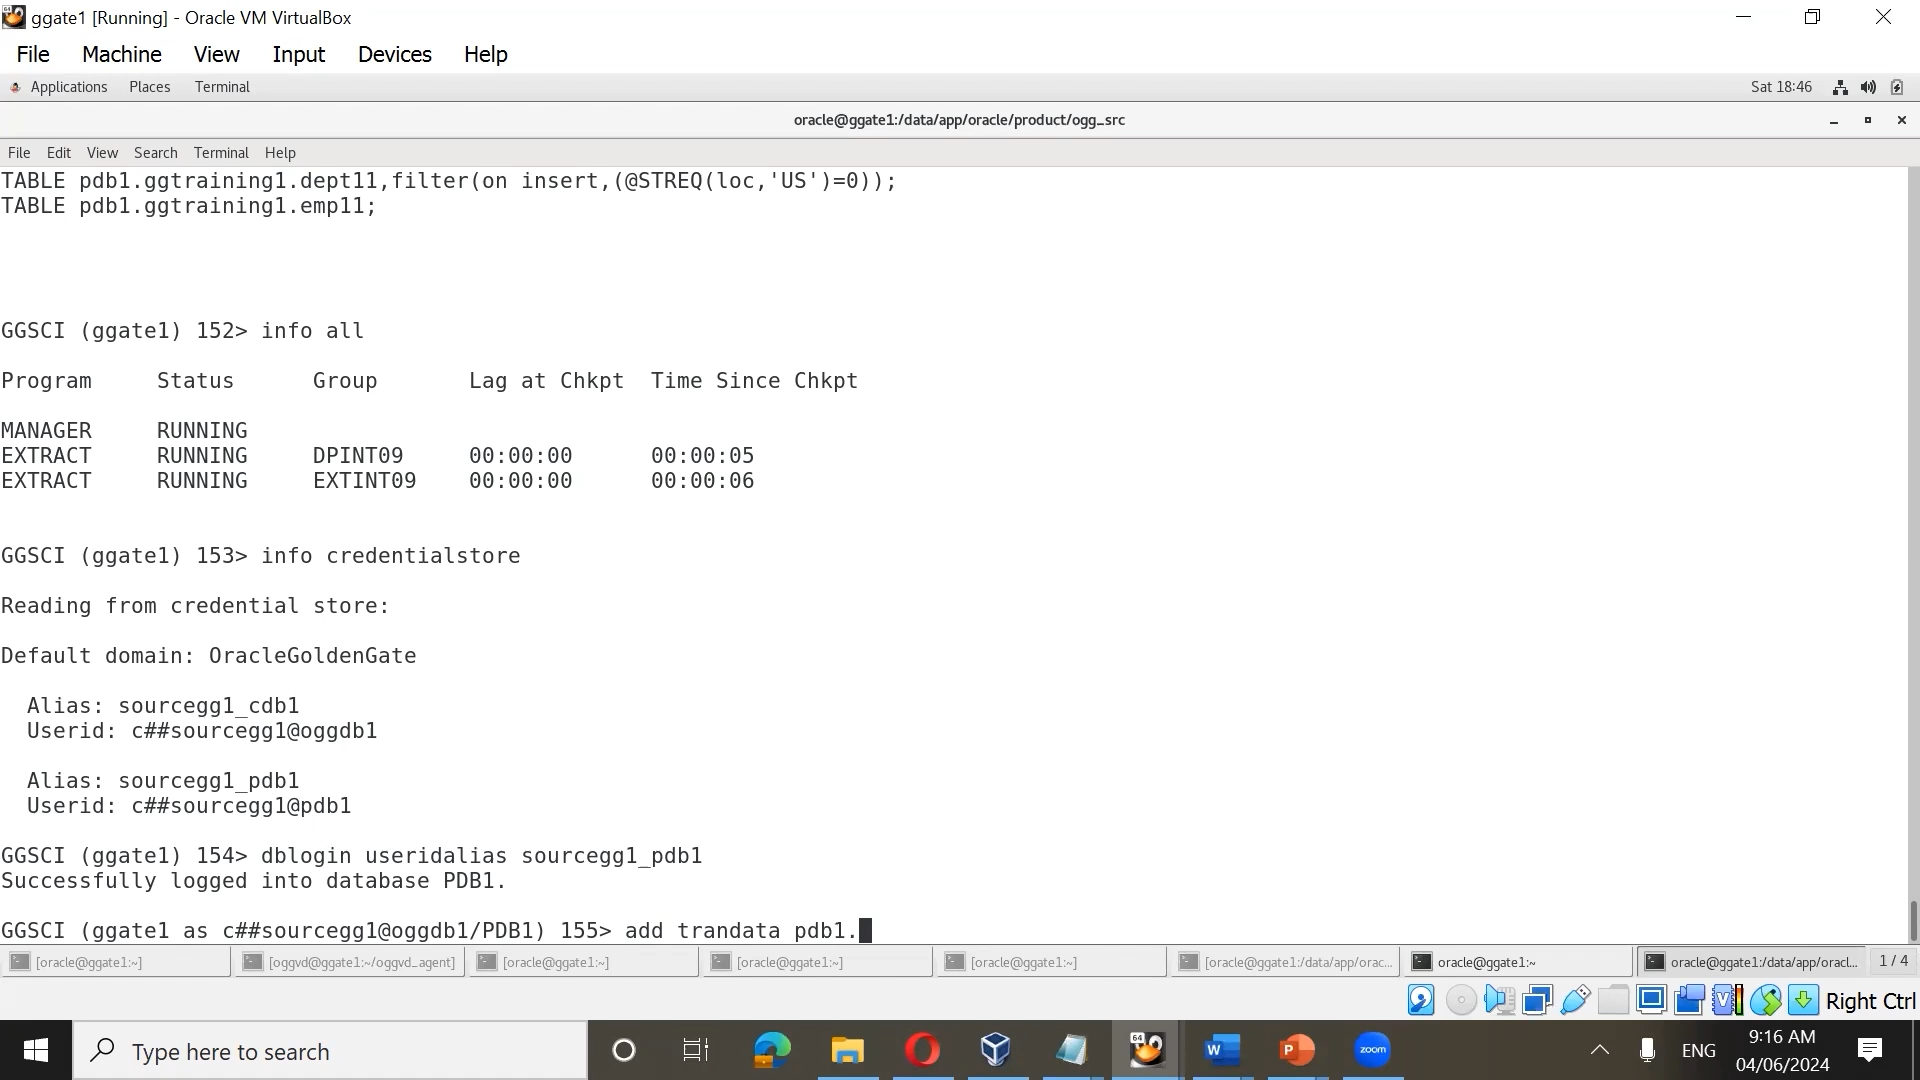 ggate1 [Running] - Oracle VM VirtualBox
File Machine View Input Devices Help
Applications Places Terminal Sat 18:46
oracle@ggate1:/data/app/oracle/product/ogg_src
File Edit View Search Terminal Help
TABLE pdb1.ggtraining1.dept11,filter(on insert,(@STREQ(loc,'US')=0));
TABLE pdb1.ggtraining1.emp11;
GGSCI (ggate1) 152> info all
Program Status Group Lag at Chkpt Time Since Chkpt
MANAGER RUNNING
EXTRACT RUNNING DPINT09 00:00:00 00:00:05
EXTRACT RUNNING EXTINT09 00:00:00 00:00:06
GGSCI (ggate1) 153> info credentialstore
Reading from credential store:
Default domain: OracleGoldenGate
Alias: sourcegg1_cdb1
Userid: c##sourcegg1@oggdb1
Alias: sourcegg1_pdb1
Userid: c##sourcegg1@pdb1
GGSCI (ggate1) 154> dblogin useridalias sourcegg1_pdb1
Successfully logged into database PDB1.
GGSCI (ggate1 as c##sourcegg1@oggdb1/PDB1) 155> add trandata pdb1.
[oracle@ggate1:~] [oggvd@ggate1:~/oggvd_agent] [oracle@ggate1:~] [oracle@ggate1:~] [oracle@ggate1:~] [oracle@ggate1:/data/app/orac... oracle@ggate1:~ oracle@ggate1:/data/app/oracl... 1 / 4
Right Ctrl
Type here to search
zoom
ENG
9:16 AM
04/06/2024